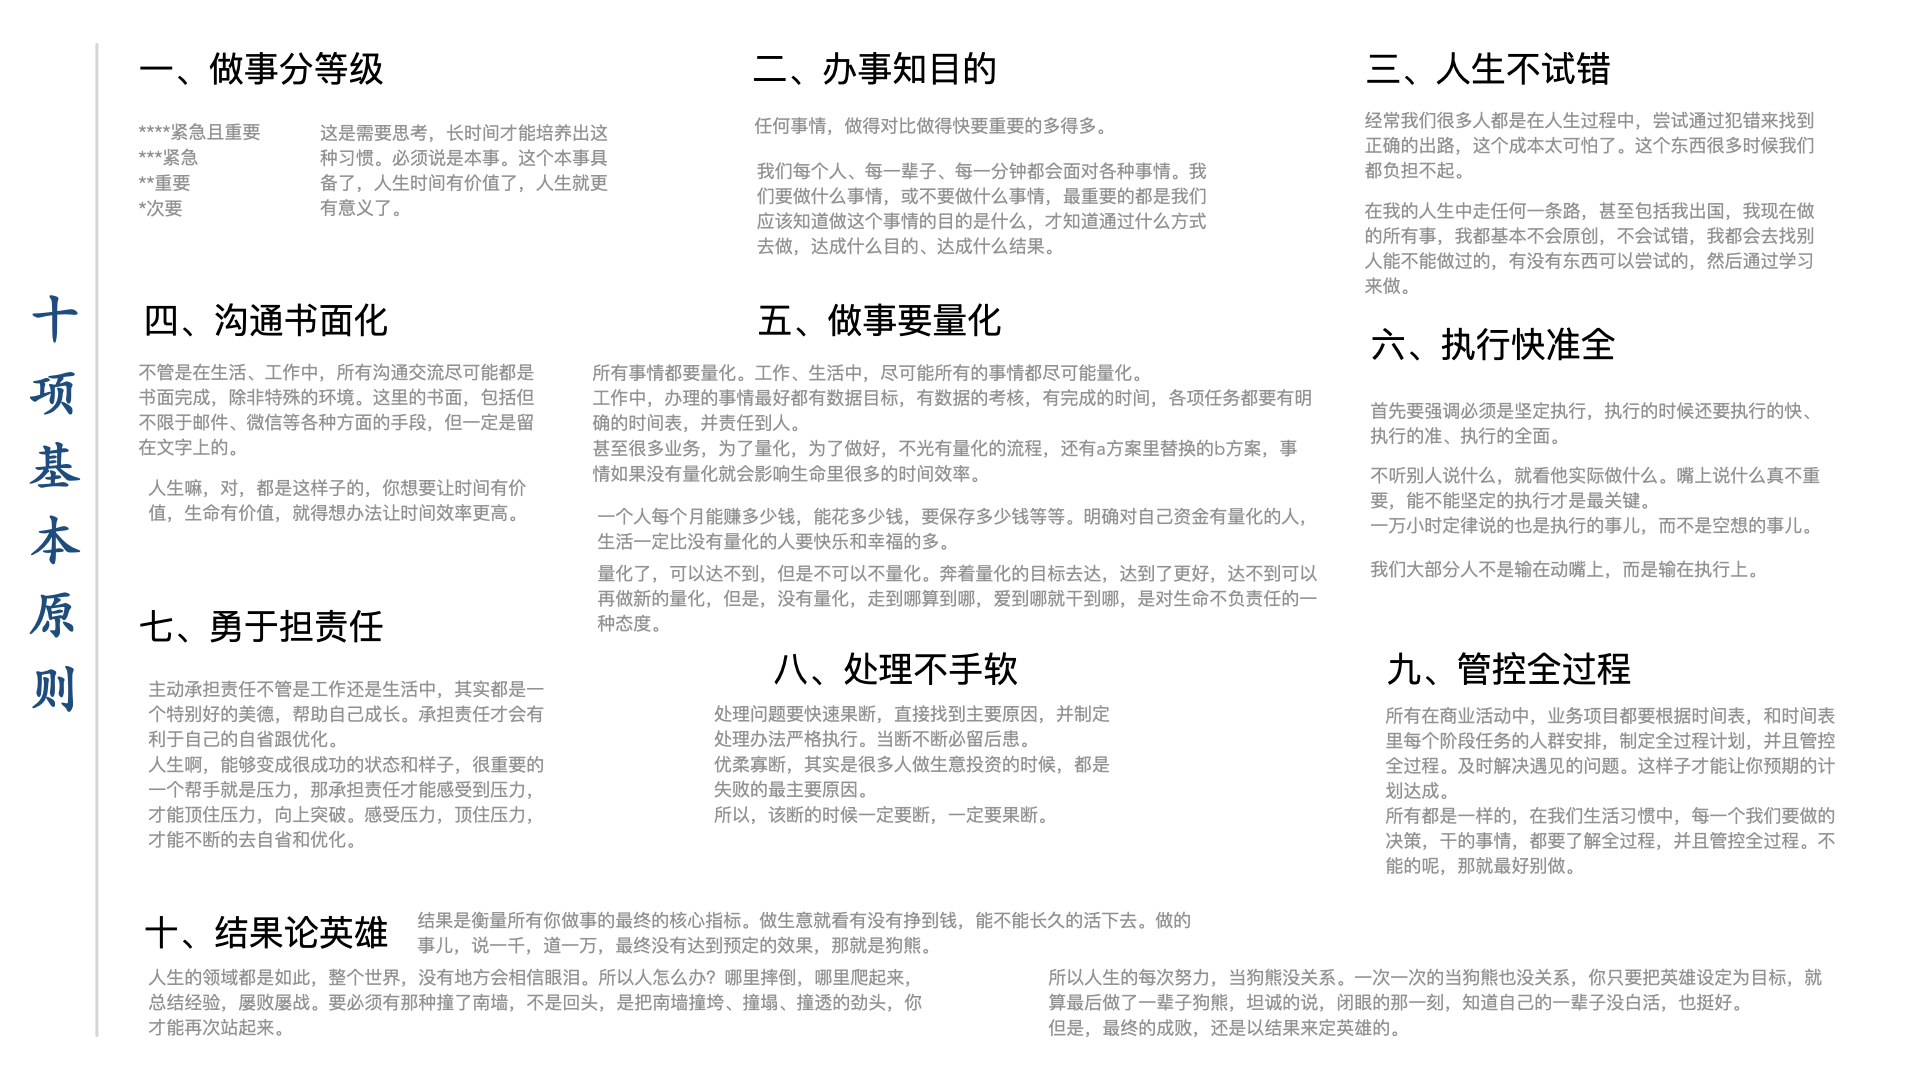 十项基本原则
一、做事分等级
****紧急且重要
***紧急
**重要
*次要
这是需要思考，长时间才能培养出这
种习惯。必须说是本事。这个本事具
备了，人生时间有价值了，人生就更
有意义了。
二、办事知目的
任何事情，做得对比做得快要重要的多得多。
我们每个人、每一辈子、每一分钟都会面对各种事情。我
们要做什么事情，或不要做什么事情，最重要的都是我们
应该知道做这个事情的目的是什么，才知道通过什么方式
去做，达成什么目的、达成什么结果。
三、人生不试错
经常我们很多人都是在人生过程中，尝试通过犯错来找到
正确的出路，这个成本太可怕了。这个东西很多时候我们
都负担不起。
在我的人生中走任何一条路，甚至包括我出国，我现在做
的所有事，我都基本不会原创，不会试错，我都会去找别
人能不能做过的，有没有东西可以尝试的，然后通过学习
来做。
四、沟通书面化
不管是在生活、工作中，所有沟通交流尽可能都是
书面完成，除非特殊的环境。这里的书面，包括但
不限于邮件、微信等各种方面的手段，但一定是留
在文字上的。
人生嘛，对，都是这样子的，你想要让时间有价
值，生命有价值，就得想办法让时间效率更高。
五、做事要量化
所有事情都要量化。工作、生活中，尽可能所有的事情都尽可能量化。
工作中，办理的事情最好都有数据目标，有数据的考核，有完成的时间，各项任务都要有明
确的时间表，并责任到人。
甚至很多业务，为了量化，为了做好，不光有量化的流程，还有a方案里替换的b方案，事
情如果没有量化就会影响生命里很多的时间效率。
一个人每个月能赚多少钱，能花多少钱，要保存多少钱等等。明确对自己资金有量化的人，
生活一定比没有量化的人要快乐和幸福的多。
量化了，可以达不到，但是不可以不量化。奔着量化的目标去达，达到了更好，达不到可以
再做新的量化，但是，没有量化，走到哪算到哪，爱到哪就干到哪，是对生命不负责任的一
种态度。
六、执行快准全
首先要强调必须是坚定执行，执行的时候还要执行的快、
执行的准、执行的全面。
不听别人说什么，就看他实际做什么。嘴上说什么真不重
要，能不能坚定的执行才是最关键。
一万小时定律说的也是执行的事儿，而不是空想的事儿。
我们大部分人不是输在动嘴上，而是输在执行上。
七、勇于担责任
主动承担责任不管是工作还是生活中，其实都是一
个特别好的美德，帮助自己成长。承担责任才会有
利于自己的自省跟优化。
人生啊，能够变成很成功的状态和样子，很重要的
一个帮手就是压力，那承担责任才能感受到压力，
才能顶住压力，向上突破。感受压力，顶住压力，
才能不断的去自省和优化。
八、处理不手软
处理问题要快速果断，直接找到主要原因，并制定
处理办法严格执行。当断不断必留后患。
优柔寡断，其实是很多人做生意投资的时候，都是
失败的最主要原因。
所以，该断的时候一定要断，一定要果断。
九、管控全过程
所有在商业活动中，业务项目都要根据时间表，和时间表
里每个阶段任务的人群安排，制定全过程计划，并且管控
全过程。及时解决遇见的问题。这样子才能让你预期的计
划达成。
所有都是一样的，在我们生活习惯中，每一个我们要做的
决策，干的事情，都要了解全过程，并且管控全过程。不
能的呢，那就最好别做。
十、结果论英雄
结果是衡量所有你做事的最终的核心指标。做生意就看有没有挣到钱，能不能长久的活下去。做的
事儿，说一千，道一万，最终没有达到预定的效果，那就是狗熊。
人生的领域都是如此，整个世界，没有地方会相信眼泪。所以人怎么办？哪里摔倒，哪里爬起来，
总结经验，屡败屡战。要必须有那种撞了南墙，不是回头，是把南墙撞垮、撞塌、撞透的劲头，你
才能再次站起来。
所以人生的每次努力，当狗熊没关系。一次一次的当狗熊也没关系，你只要把英雄设定为目标，就
算最后做了一辈子狗熊，坦诚的说，闭眼的那一刻，知道自己的一辈子没白活，也挺好。
但是，最终的成败，还是以结果来定英雄的。